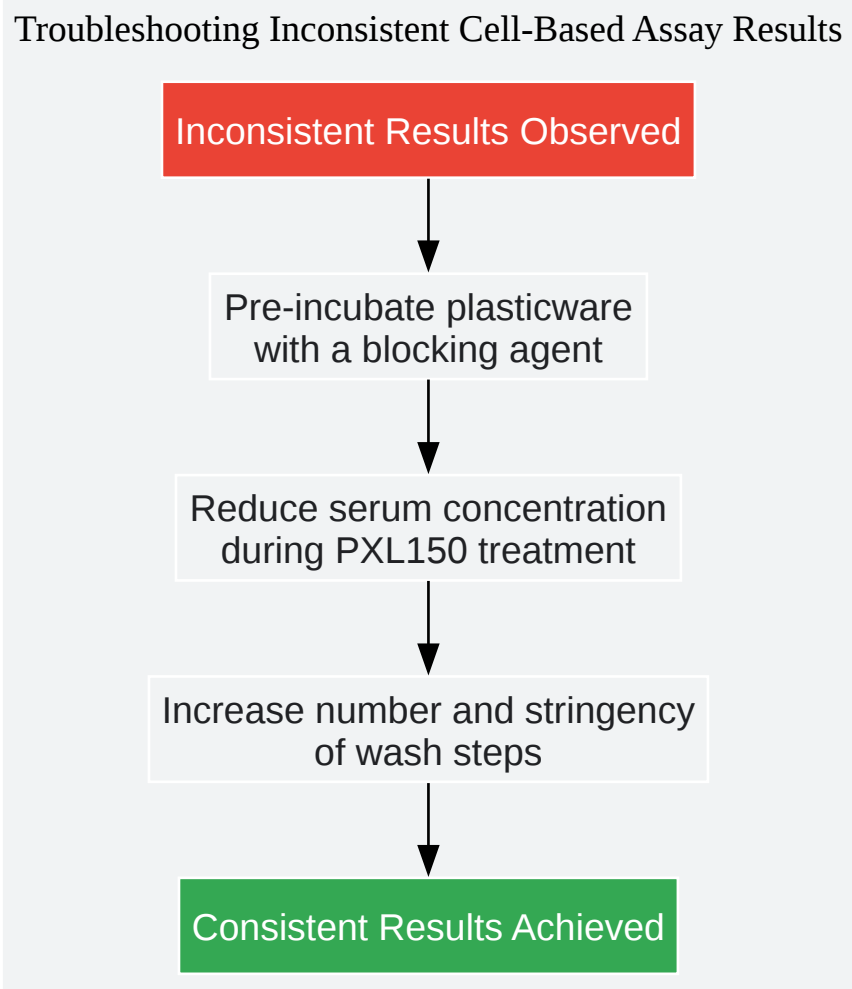 Troubleshooting Inconsistent Cell-Based Assay Results
Inconsistent Results Observed
Pre-incubate plasticware
with a blocking agent
Reduce serum concentration
during PXL150 treatment
Increase number and stringency
of wash steps
Consistent Results Achieved